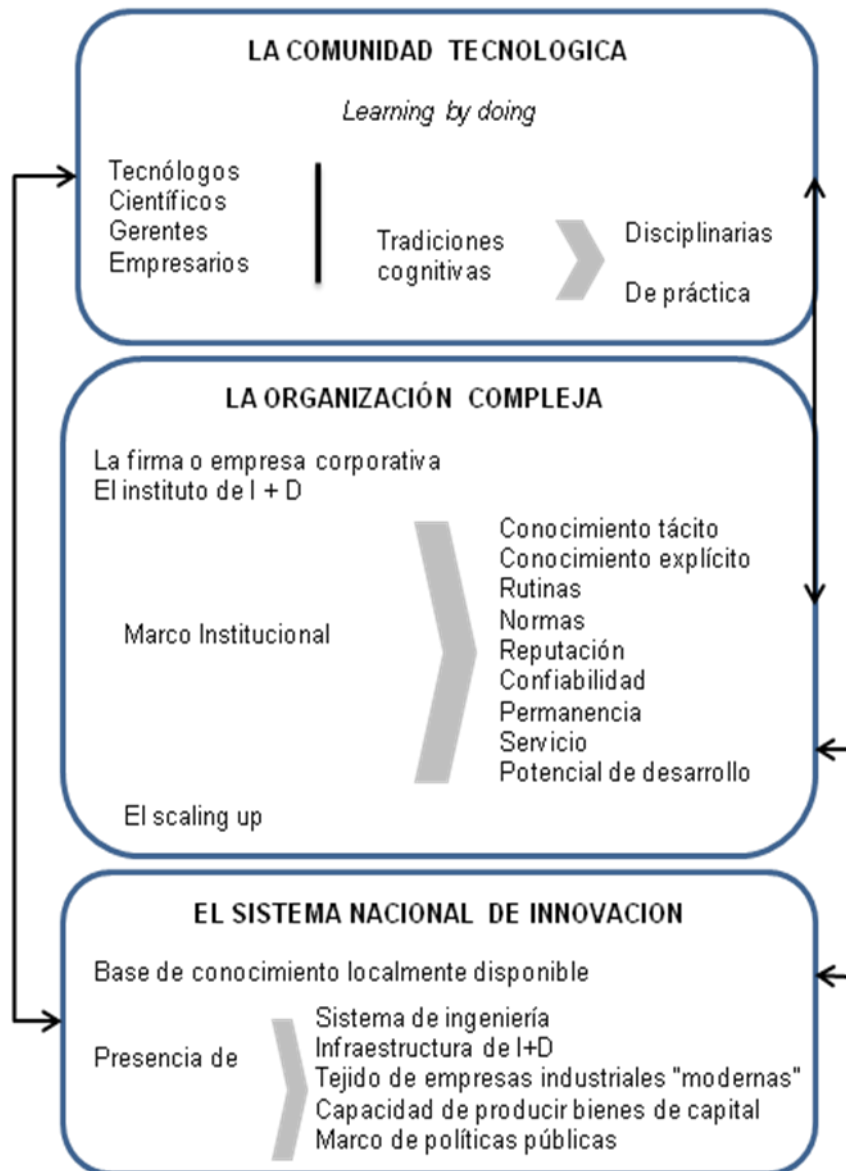 LA COMUNIDAD TECNOLOGICA
Learning by doing
Tecnólogos
Científicos
Gerentes
Empresarios
Tradiciones
cognitivas
Disciplinarias
De práctica
LA ORGANIZACIÓN COMPLEJA
La firma o empresa corporativa
El instituto de I + D
Marco Institucional
Conocimiento tácito
Conocimiento explícito
Rutinas
Normas
Reputación
Confiabilidad
Permanencia
Servicio
Potencial de desarrollo
El scaling up
EL SISTEMA NACIONAL DE INNOVACION
Base de conocimiento localmente disponible
Presencia de
Sistema de ingeniería
Infraestructura de I+D
Tejido de empresas industriales "modernas"
Capacidad de producir bienes de capital
Marco de políticas públicas